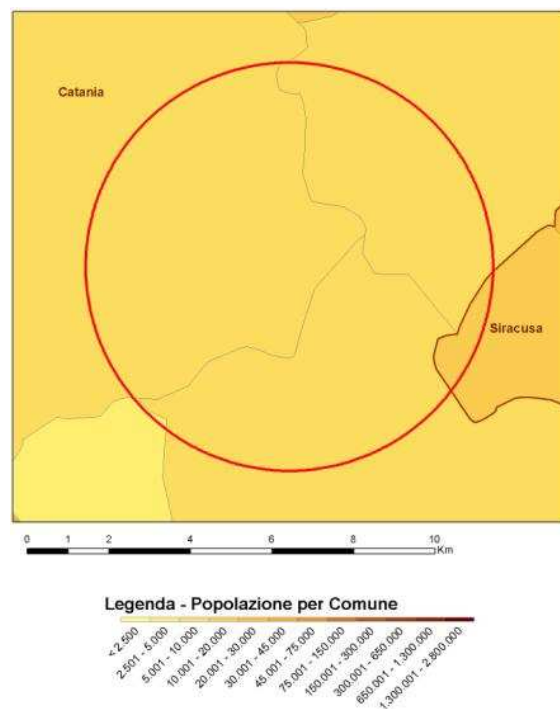 Catania
Siracusa
0 1 2 4 6 8 10
Km
Legenda - Popolazione per Comune
< 2.500
2.501 - 5.000
5.001 - 10.000
10.001 - 20.000
20.001 - 30.000
30.001 - 45.000
45.001 - 75.000
75.001 - 150.000
150.001 - 300.000
300.001 - 650.000
650.001 - 1.300.000
1.300.001 - 2.800.000